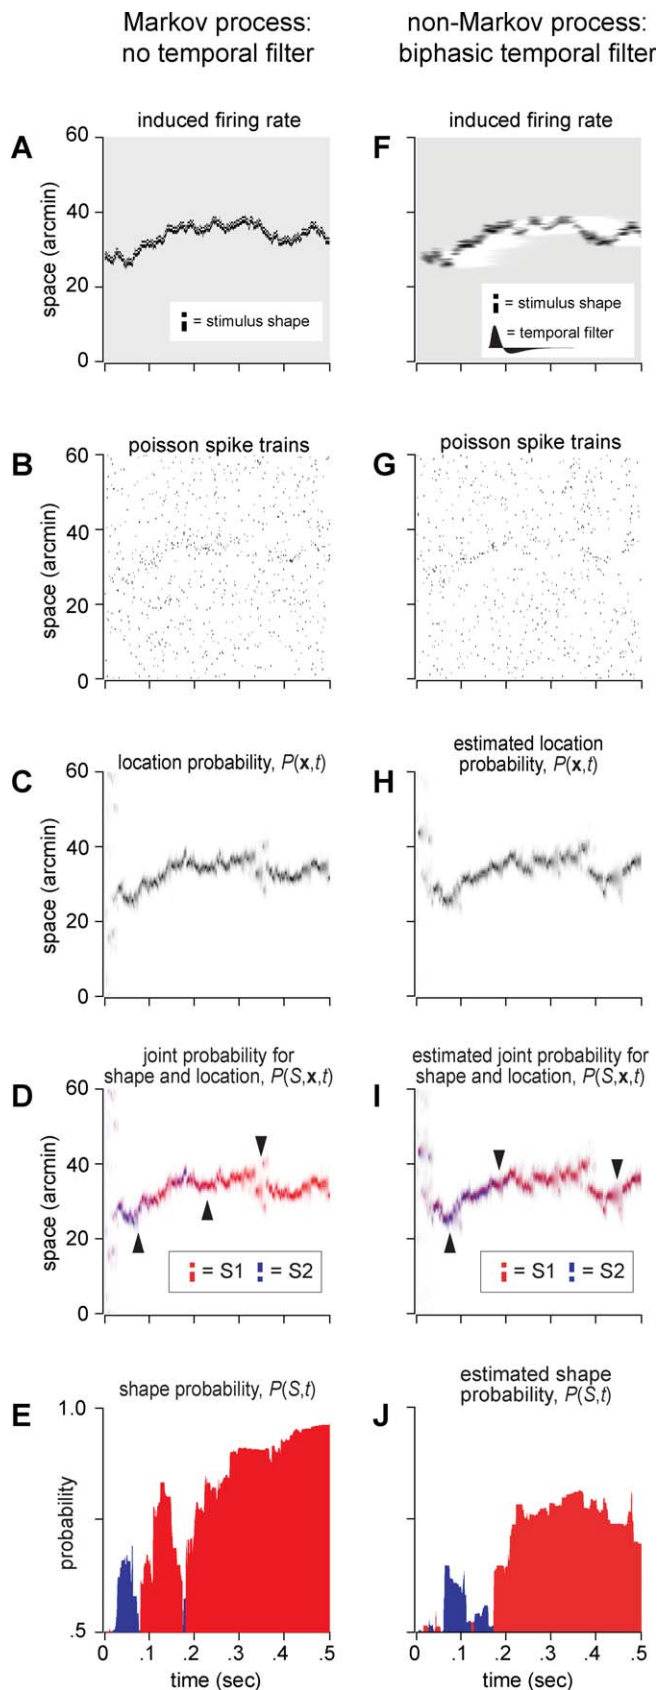 Markov process:
no temporal filter
non-Markov process:
biphasic temporal filter
A
induced firing rate
60
40
20
0
space (arcmin)
= stimulus shape
F
induced firing rate
= stimulus shape
= temporal filter
B
poisson spike trains
60
40
20
0
space (arcmin)
G
poisson spike trains
C
location probability, P(x,t)
60
40
20
0
space (arcmin)
H
estimated location
probability, P(x,t)
D
joint probability for
shape and location, P(S,x,t)
60
40
20
0
space (arcmin)
= S1 = S2
I
estimated joint probability for
shape and location, P(S,x,t)
= S1 = S2
E
shape probability, P(S,t)
1.0
.5
probability
0 .1 .2 .3 .4 .5
time (sec)
J
estimated shape
probability, P(S,t)
0 .1 .2 .3 .4 .5
time (sec)